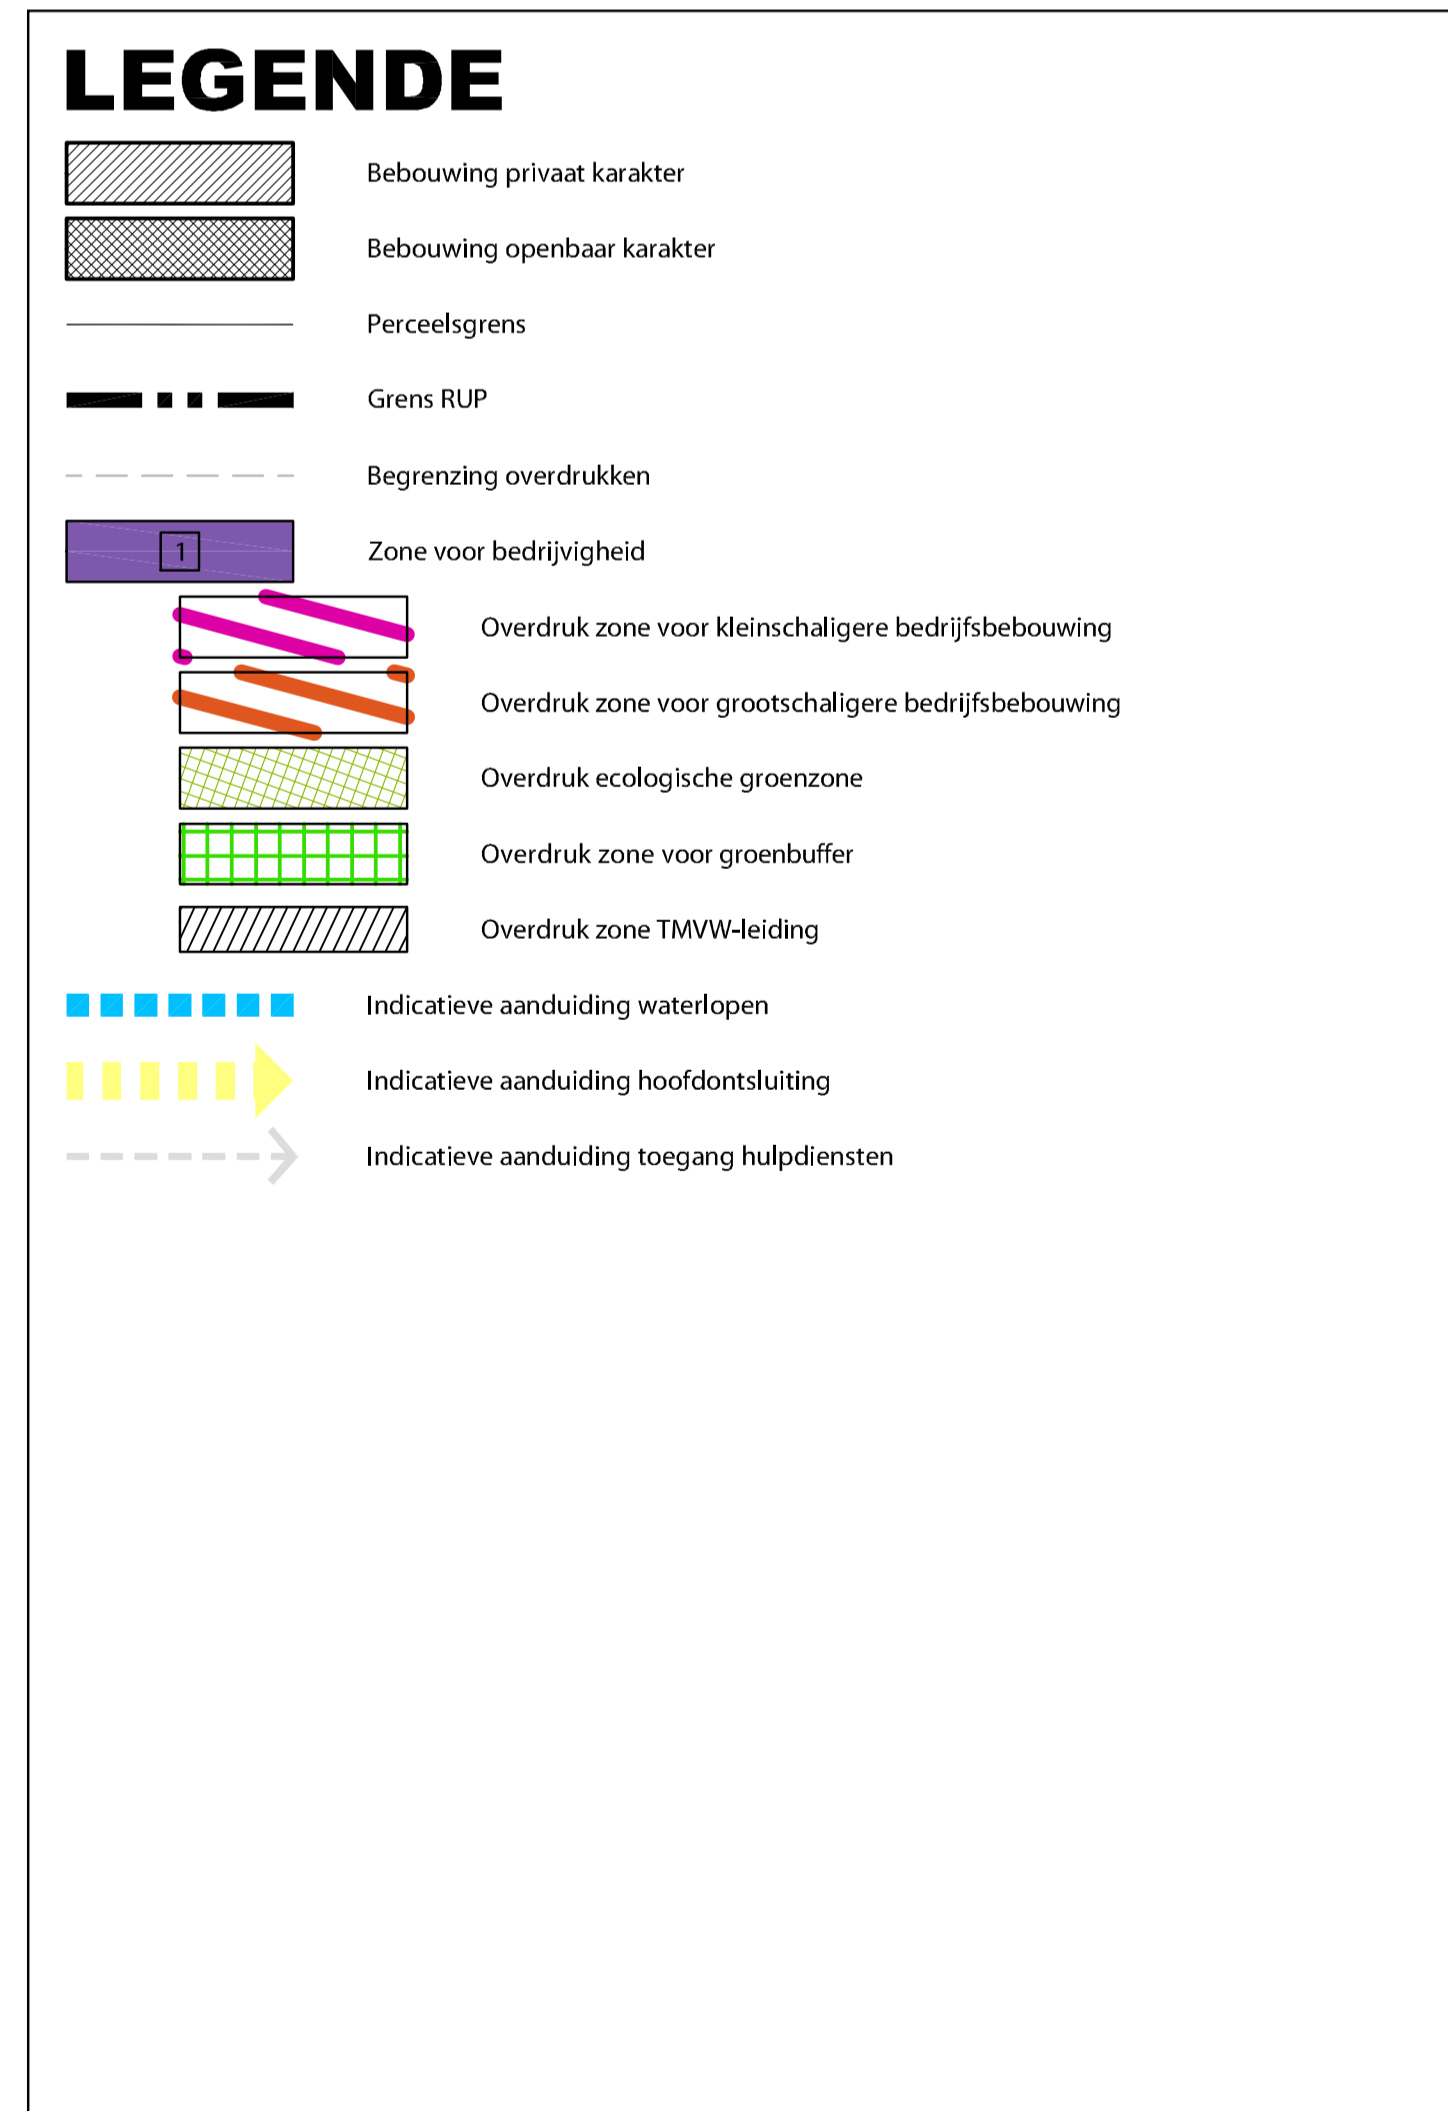 LEGENDE
Bebouwing privaat karakter
Bebouwing openbaar karakter
Perceelsgrens
Grens RUP
Begrenzing overdrukken
1 Zone voor bedrijvigheid
Overdruk zone voor kleinschaligere bedrijfsbebouwing
Overdruk zone voor grootschaligere bedrijfsbebouwing
Overdruk ecologische groenzone
Overdruk zone voor groenbuffer
Overdruk zone TMVW-leiding
Indicatieve aanduiding waterlopen
Indicatieve aanduiding hoofdontsluiting
Indicatieve aanduiding toegang hulpdiensten